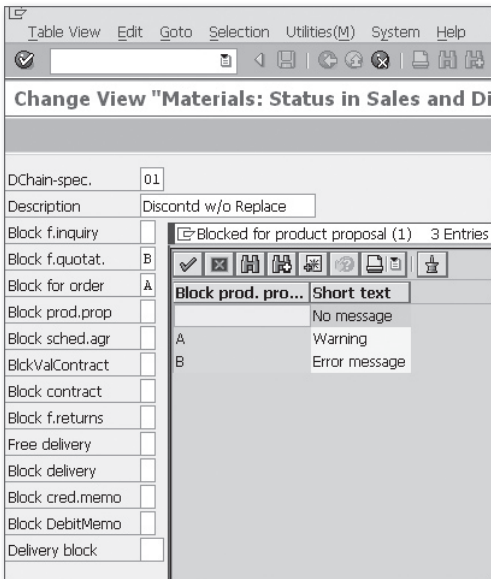 Table View Edit Goto Selection Utilities(M) System Help
Change View "Materials: Status in Sales and Di
DChain-spec. 01
Description Discontd w/o Replace
Block f.inquiry
Block f.quotat. B
Block for order A
Block prod.prop
Block sched.agr
BlckValContract
Block contract
Block f.returns
Free delivery
Block delivery
Block cred.memo
Block DebitMemo
Delivery block
Blocked for product proposal (1) 3 Entries
Block prod. pro... Short text
No message
A Warning
B Error message